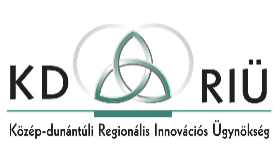 KD RIÜ
Közép-dunántúli Regionális Innovációs Ügynökség